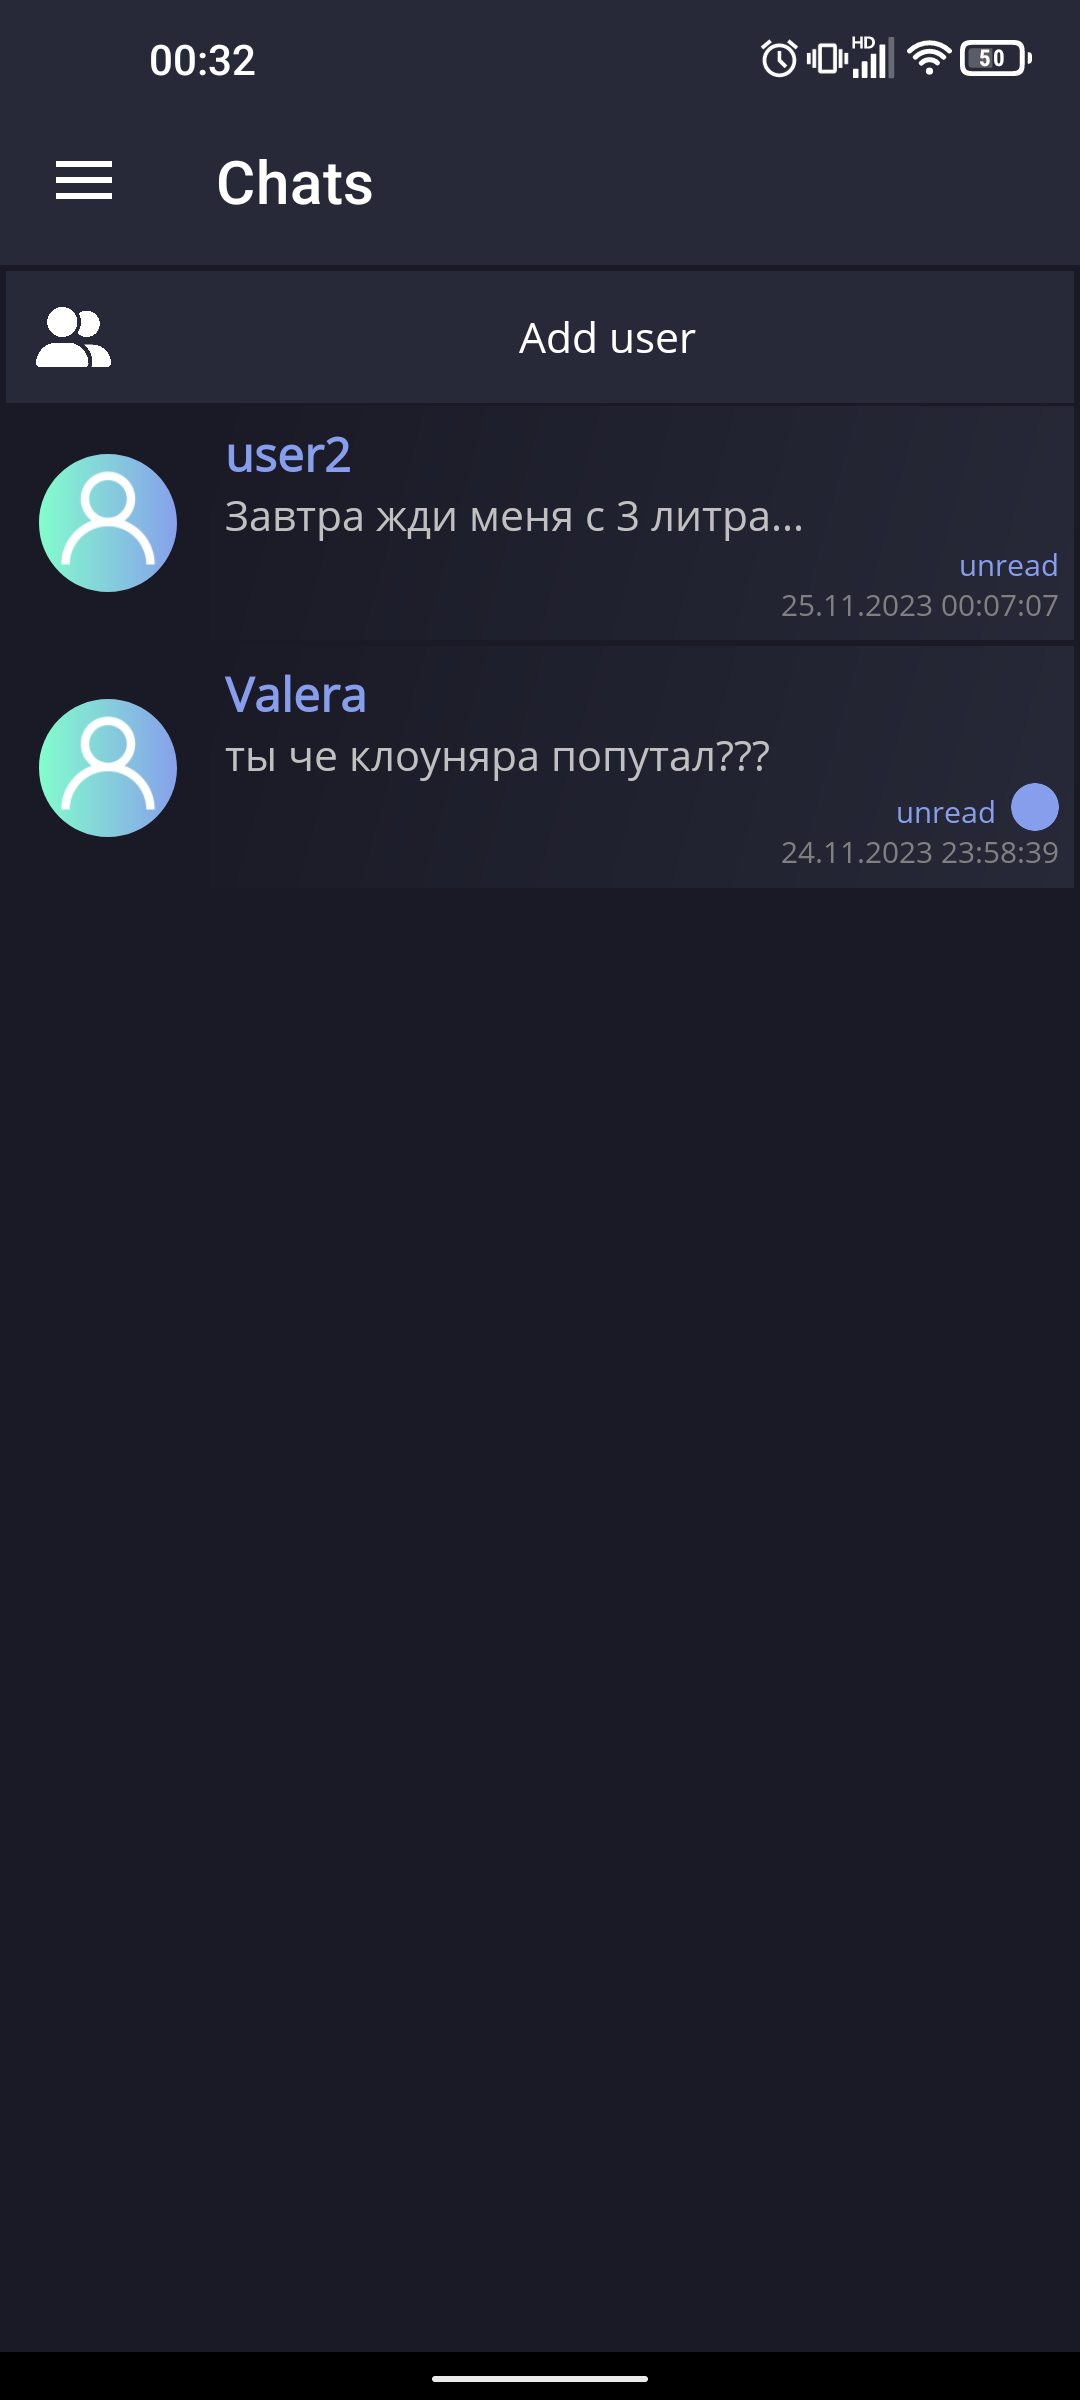 00:32
HD
50
Chats
Add user
user2
Завтра жди меня с 3 литра...
unread
25.11.2023 00:07:07
Valera
ты че клоуняра попутал???
unread
24.11.2023 23:58:39